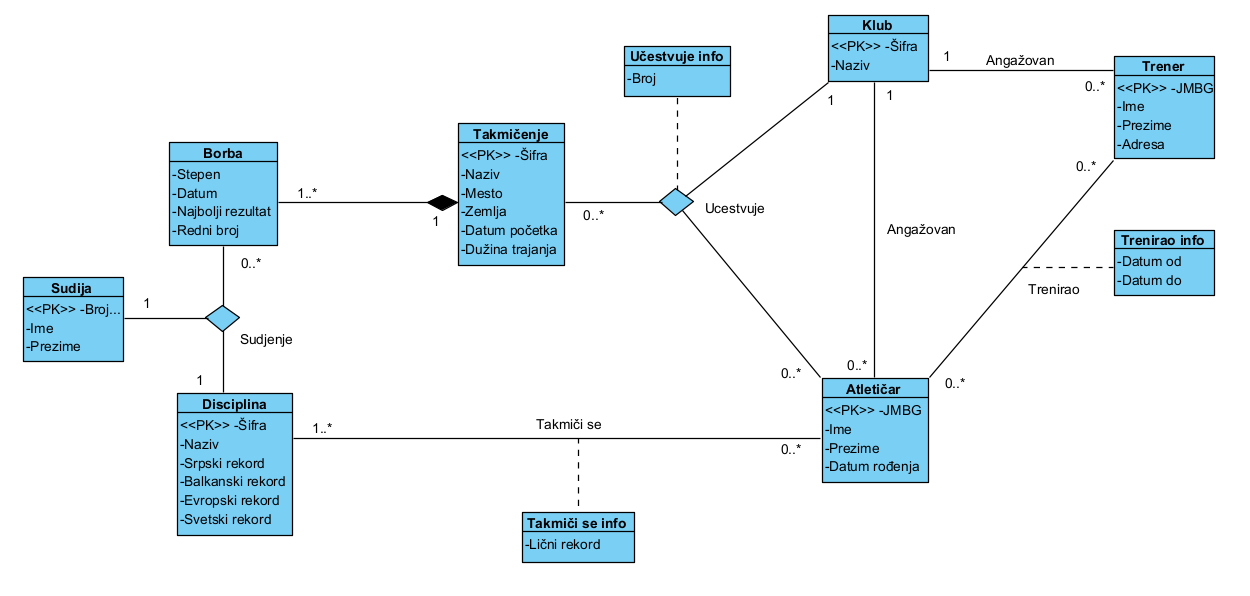 Klub
<<PK>> -Šifra
-Naziv
1
Angažovan
0..*
1
1
Trener
<<PK>> -JMBG
-Ime
-Prezime
-Adresa
0..*
Učestvuje info
-Broj
Takmičenje
<<PK>> -Šifra
-Naziv
-Mesto
-Zemlja
-Datum početka
-Dužina trajanja
Borba
-Stepen
-Datum
-Najbolji rezultat
-Redni broj
1..*
1
0..*
Ucestvuje
Angažovan
Trenirao info
-Datum od
-Datum do
Trenirao
0..*
Sudija
<<PK>> -Broj...
-Ime
-Prezime
1
Sudjenje
1
0..*
0..*
0..*
Disciplina
<<PK>> -Šifra
-Naziv
-Srpski rekord
-Balkanski rekord
-Evropski rekord
-Svetski rekord
1..*
Takmiči se
0..*
Atletičar
<<PK>> -JMBG
-Ime
-Prezime
-Datum rođenja
Takmiči se info
-Lični rekord